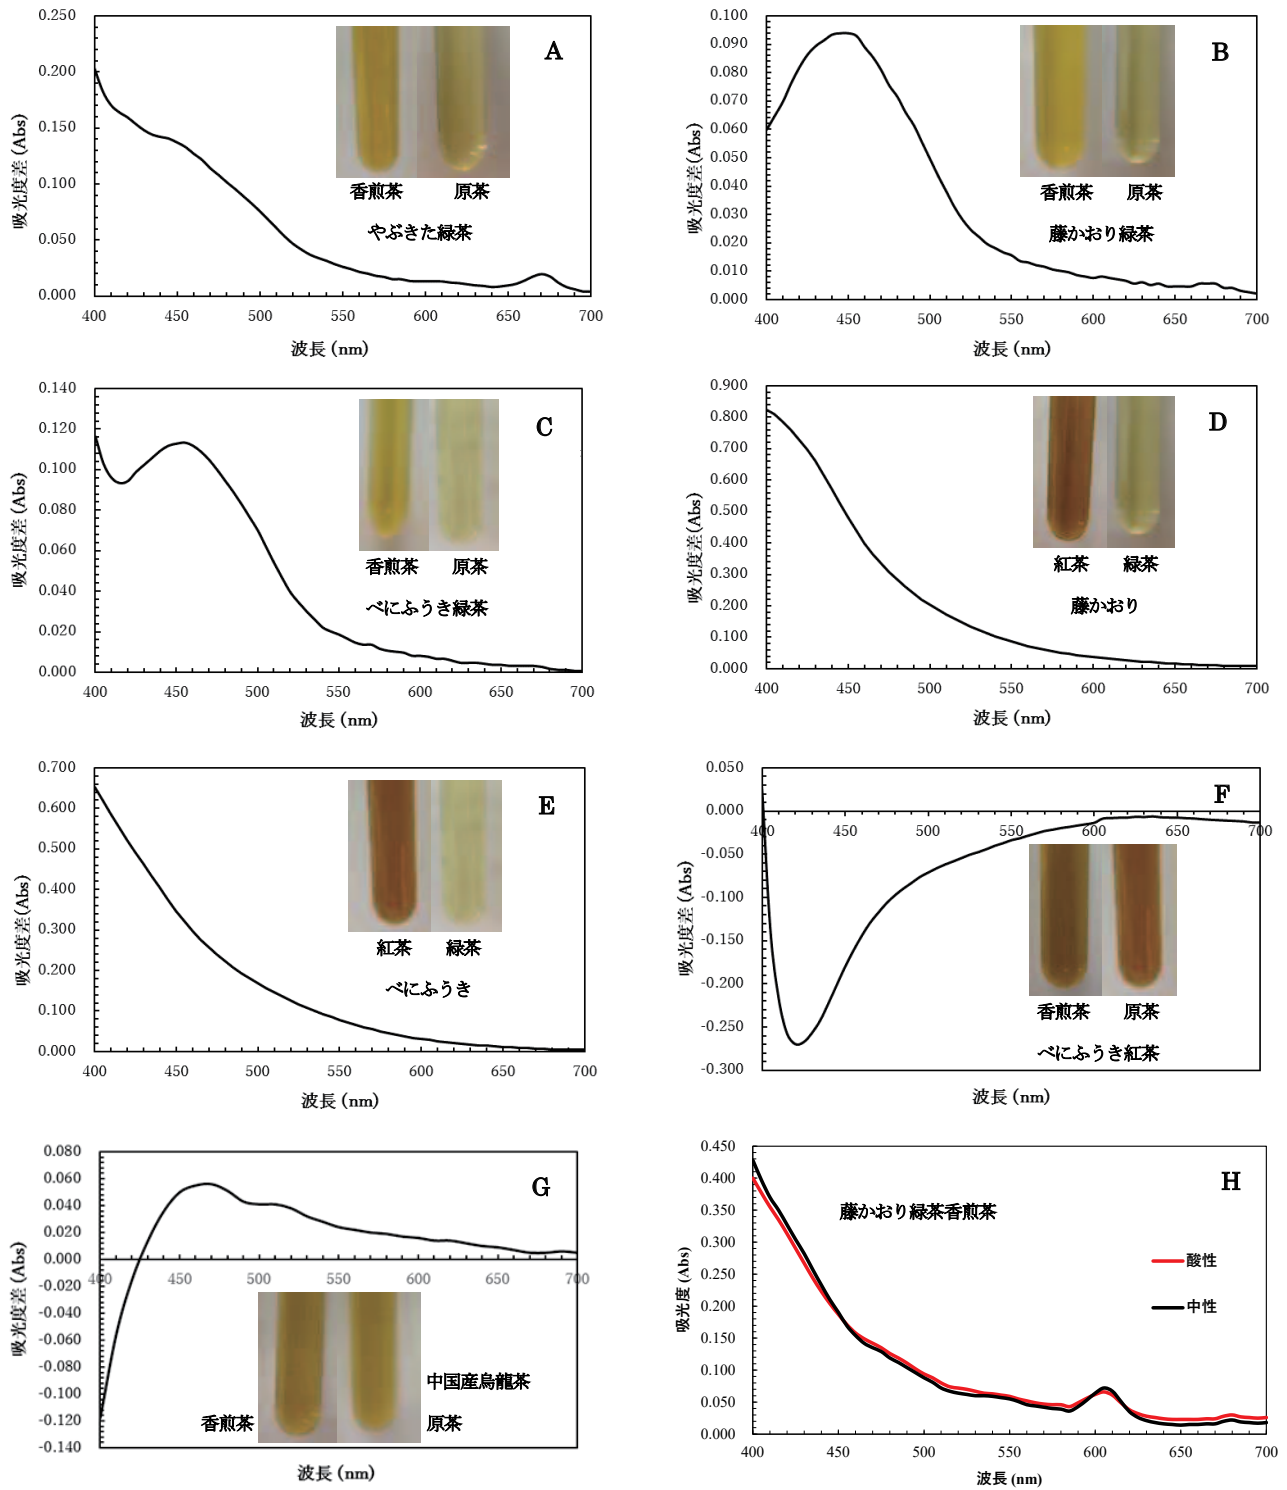 0.250
0.200
0.150
0.100
0.050
0.000
400 450 500 550 600 650 700
吸光度差 (Abs)
波長 (nm)
A
香煎茶 原茶
やぶきた緑茶
0.100
0.090
0.080
0.070
0.060
0.050
0.040
0.030
0.020
0.010
0.000
400 450 500 550 600 650 700
吸光度差(Abs)
波長 (nm)
B
香煎茶 原茶
藤かおり緑茶
0.140
0.120
0.100
0.080
0.060
0.040
0.020
0.000
400 450 500 550 600 650 700
吸光度差 (Abs)
波長 (nm)
C
香煎茶 原茶
べにふうき緑茶
0.900
0.800
0.700
0.600
0.500
0.400
0.300
0.200
0.100
0.000
400 450 500 550 600 650 700
吸光度差(Abs)
波長 (nm)
D
紅茶 緑茶
藤かおり
0.700
0.600
0.500
0.400
0.300
0.200
0.100
0.000
400 450 500 550 600 650 700
吸光度差(Abs)
波長 (nm)
E
紅茶 緑茶
べにふうき
0.050
0.000
-0.050
-0.100
-0.150
-0.200
-0.250
-0.300
400 450 500 550 600 650 700
吸光度差 (Abs)
波長 (nm)
F
香煎茶 原茶
べにふうき紅茶
0.080
0.060
0.040
0.020
0.000
-0.020
-0.040
-0.060
-0.080
-0.100
-0.120
-0.140
400 450 500 550 600 650 700
吸光度差 (Abs)
波長 (nm)
G
中国産烏龍茶
香煎茶 原茶
0.450
0.400
0.350
0.300
0.250
0.200
0.150
0.100
0.050
0.000
400 450 500 550 600 650 700
吸光度 (Abs)
波長 (nm)
H
藤かおり緑茶香煎茶
酸性
中性